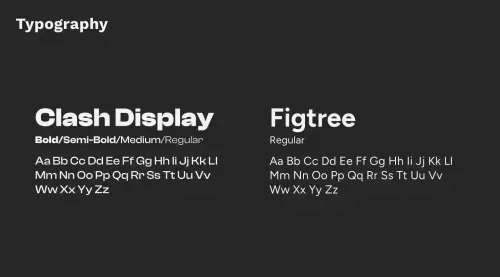 Typography
Clash Display
Bold/Semi-Bold/Medium/Regular
Aa Bb Cc Dd Ee Ff Gg Hh Ii Jj Kk Ll
Mm Nn Oo Pp Qq Rr Ss Tt Uu Vv
Ww Xx Yy Zz
Figtree
Regular
Aa Bb Cc Dd Ee Ff Gg Hh Ii Jj Kk Ll
Mm Nn Oo Pp Qq Rr Ss Tt Uu Vv
Ww Xx Yy Zz